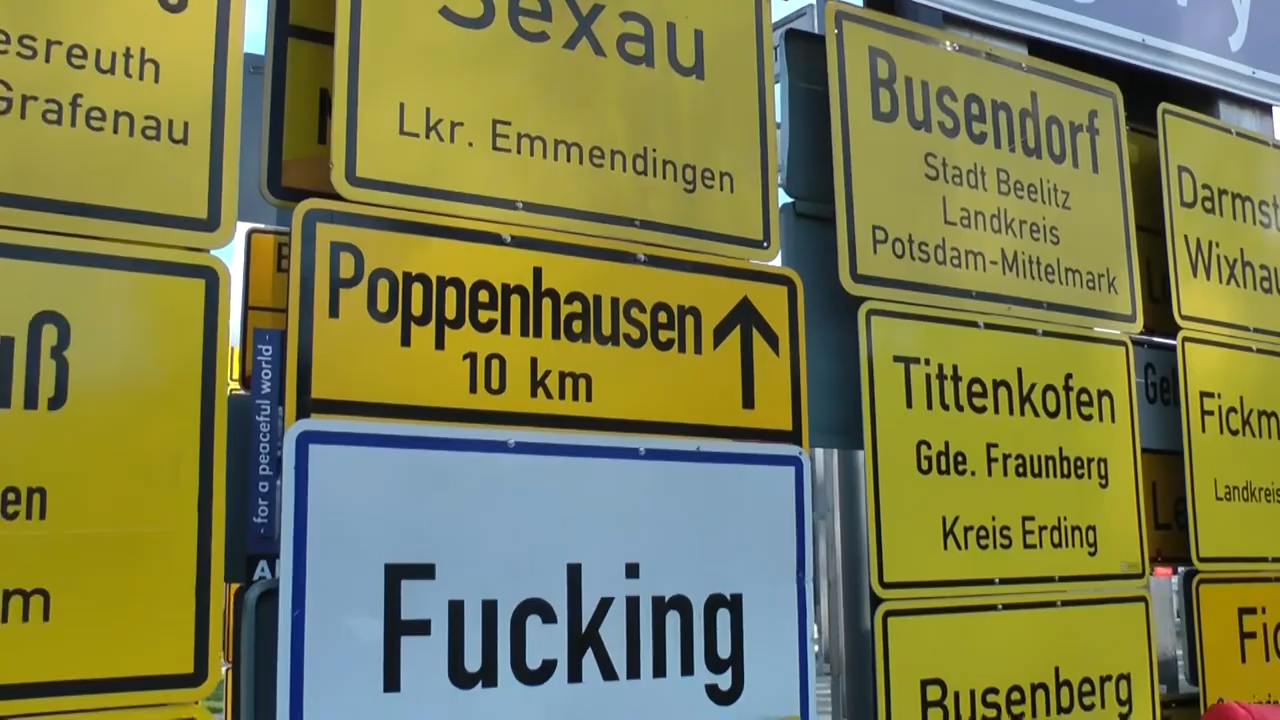 esreuth
Grafenau
uß
en
m
- for a peaceful world -
Sexau
Lkr. Emmendingen
Poppenhausen
10 km
Fucking
Busendorf
Stadt Beelitz
Landkreis
Potsdam-Mittelmark
Tittenkofen
Gde. Fraunberg
Kreis Erding
Busenberg
Darmst
Wixhau
Fickm
Landkreis
Fic